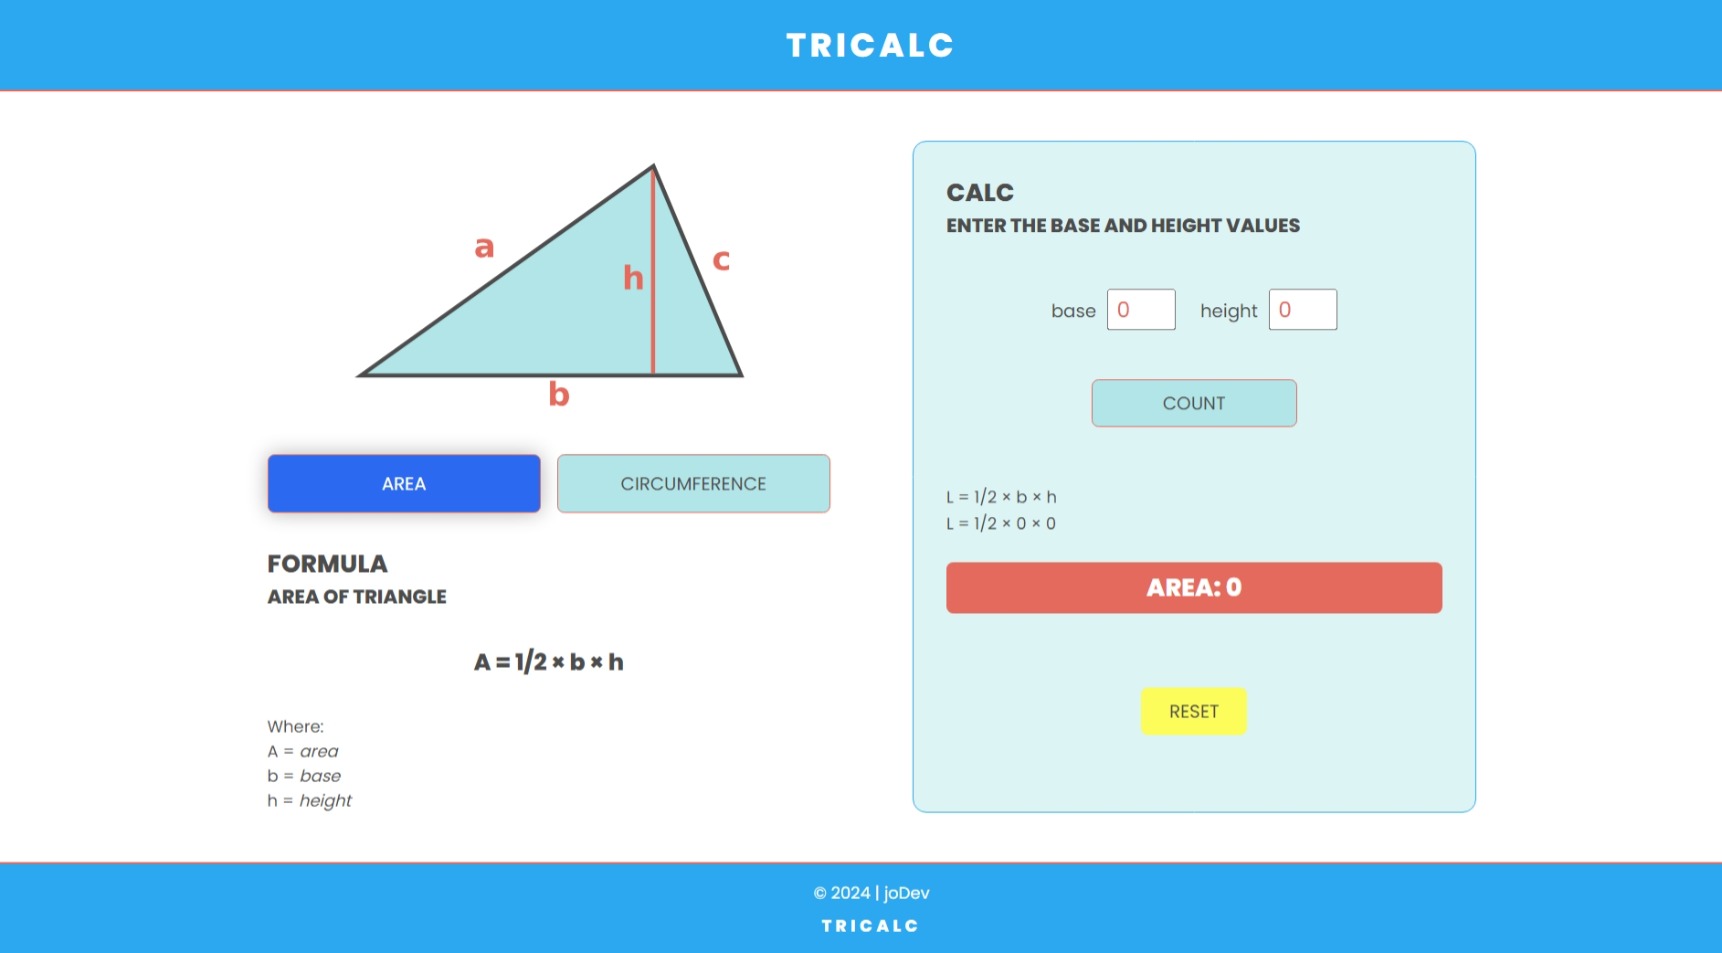 TRICALC
a
h
c
b
AREA
CIRCUMFERENCE
FORMULA
AREA OF TRIANGLE
A = 1/2 × b × h
Where:
A = area
b = base
h = height
CALC
ENTER THE BASE AND HEIGHT VALUES
base 0 height 0
COUNT
L = 1/2 × b × h
L = 1/2 × 0 × 0
AREA: 0
RESET
© 2024 | joDev
TRICALC